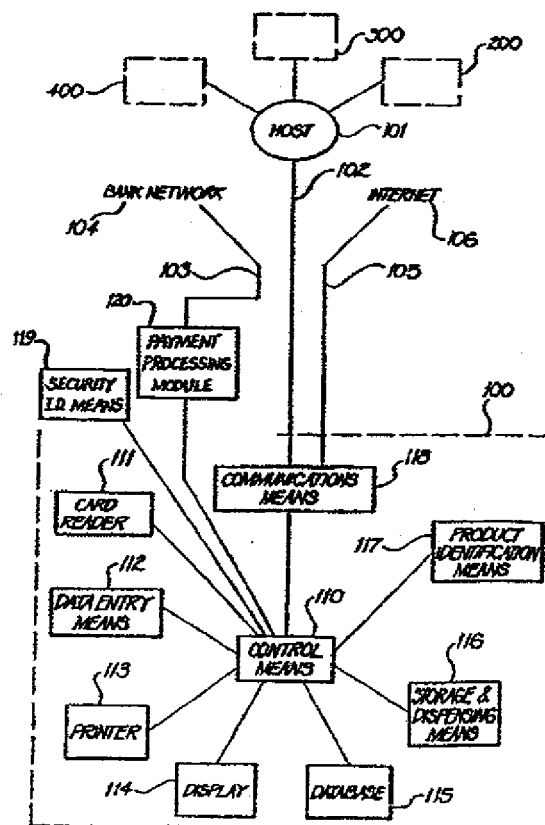 300
400
200
HOST
101
102
BANK NETWORK
INTERNET
104
106
103
105
120
PAYMENT
PROCESSING
MODULE
119
SECURITY
I.D. MEANS
100
111
COMMUNICATIONS
MEANS
118
CARD
READER
117
PRODUCT
IDENTIFICATION
MEANS
112
110
DATA ENTRY
MEANS
CONTROL
MEANS
116
113
STORAGE &
DISPENSING
MEANS
PRINTER
114
DISPLAY
DATABASE
115